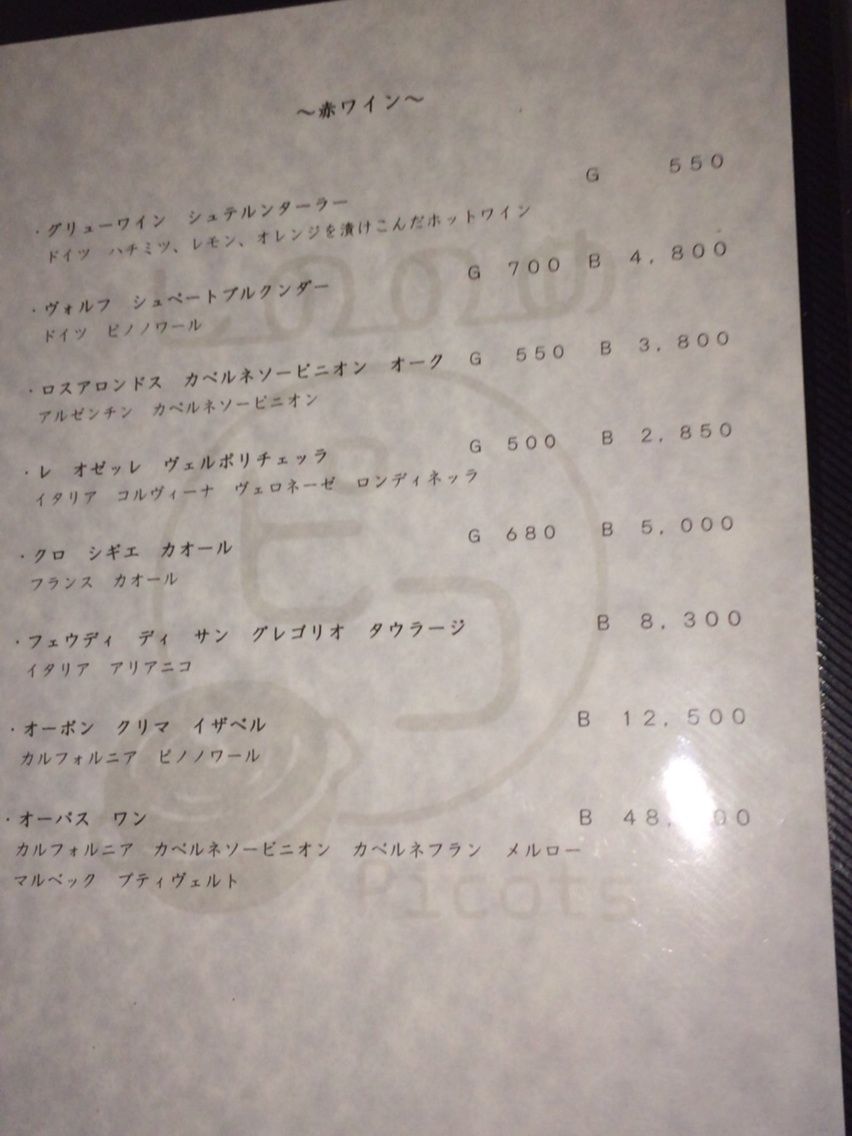 ～赤ワイン～
・グリューワイン シュテルンターラー G 550
ドイツ ハチミツ、レモン、オレンジを漬けこんだホットワイン
・ヴォルフ シュペートブルクンダー G 700 B 4,800
ドイツ ピノノワール
・ロスアロンドス カベルネソービニオン オーク G 550 B 3,800
アルゼンチン カベルネソービニオン
・レ オゼッレ ヴェルポリチェッラ G 500 B 2,850
イタリア コルヴィーナ ヴェロネーゼ ロンディネッラ
・クロ シギエ カオール G 680 B 5,000
フランス カオール
・フェウディ ディ サン グレゴリオ タウラージ B 8,300
イタリア アリアニコ
・オーボン クリマ イザベル B 12,500
カルフォルニア ピノノワール
・オーパス ワン B
カルフォルニア カベルネソービニオン カベルネフラン メルロー
マルベック プティヴェルト
ピコ
Picots